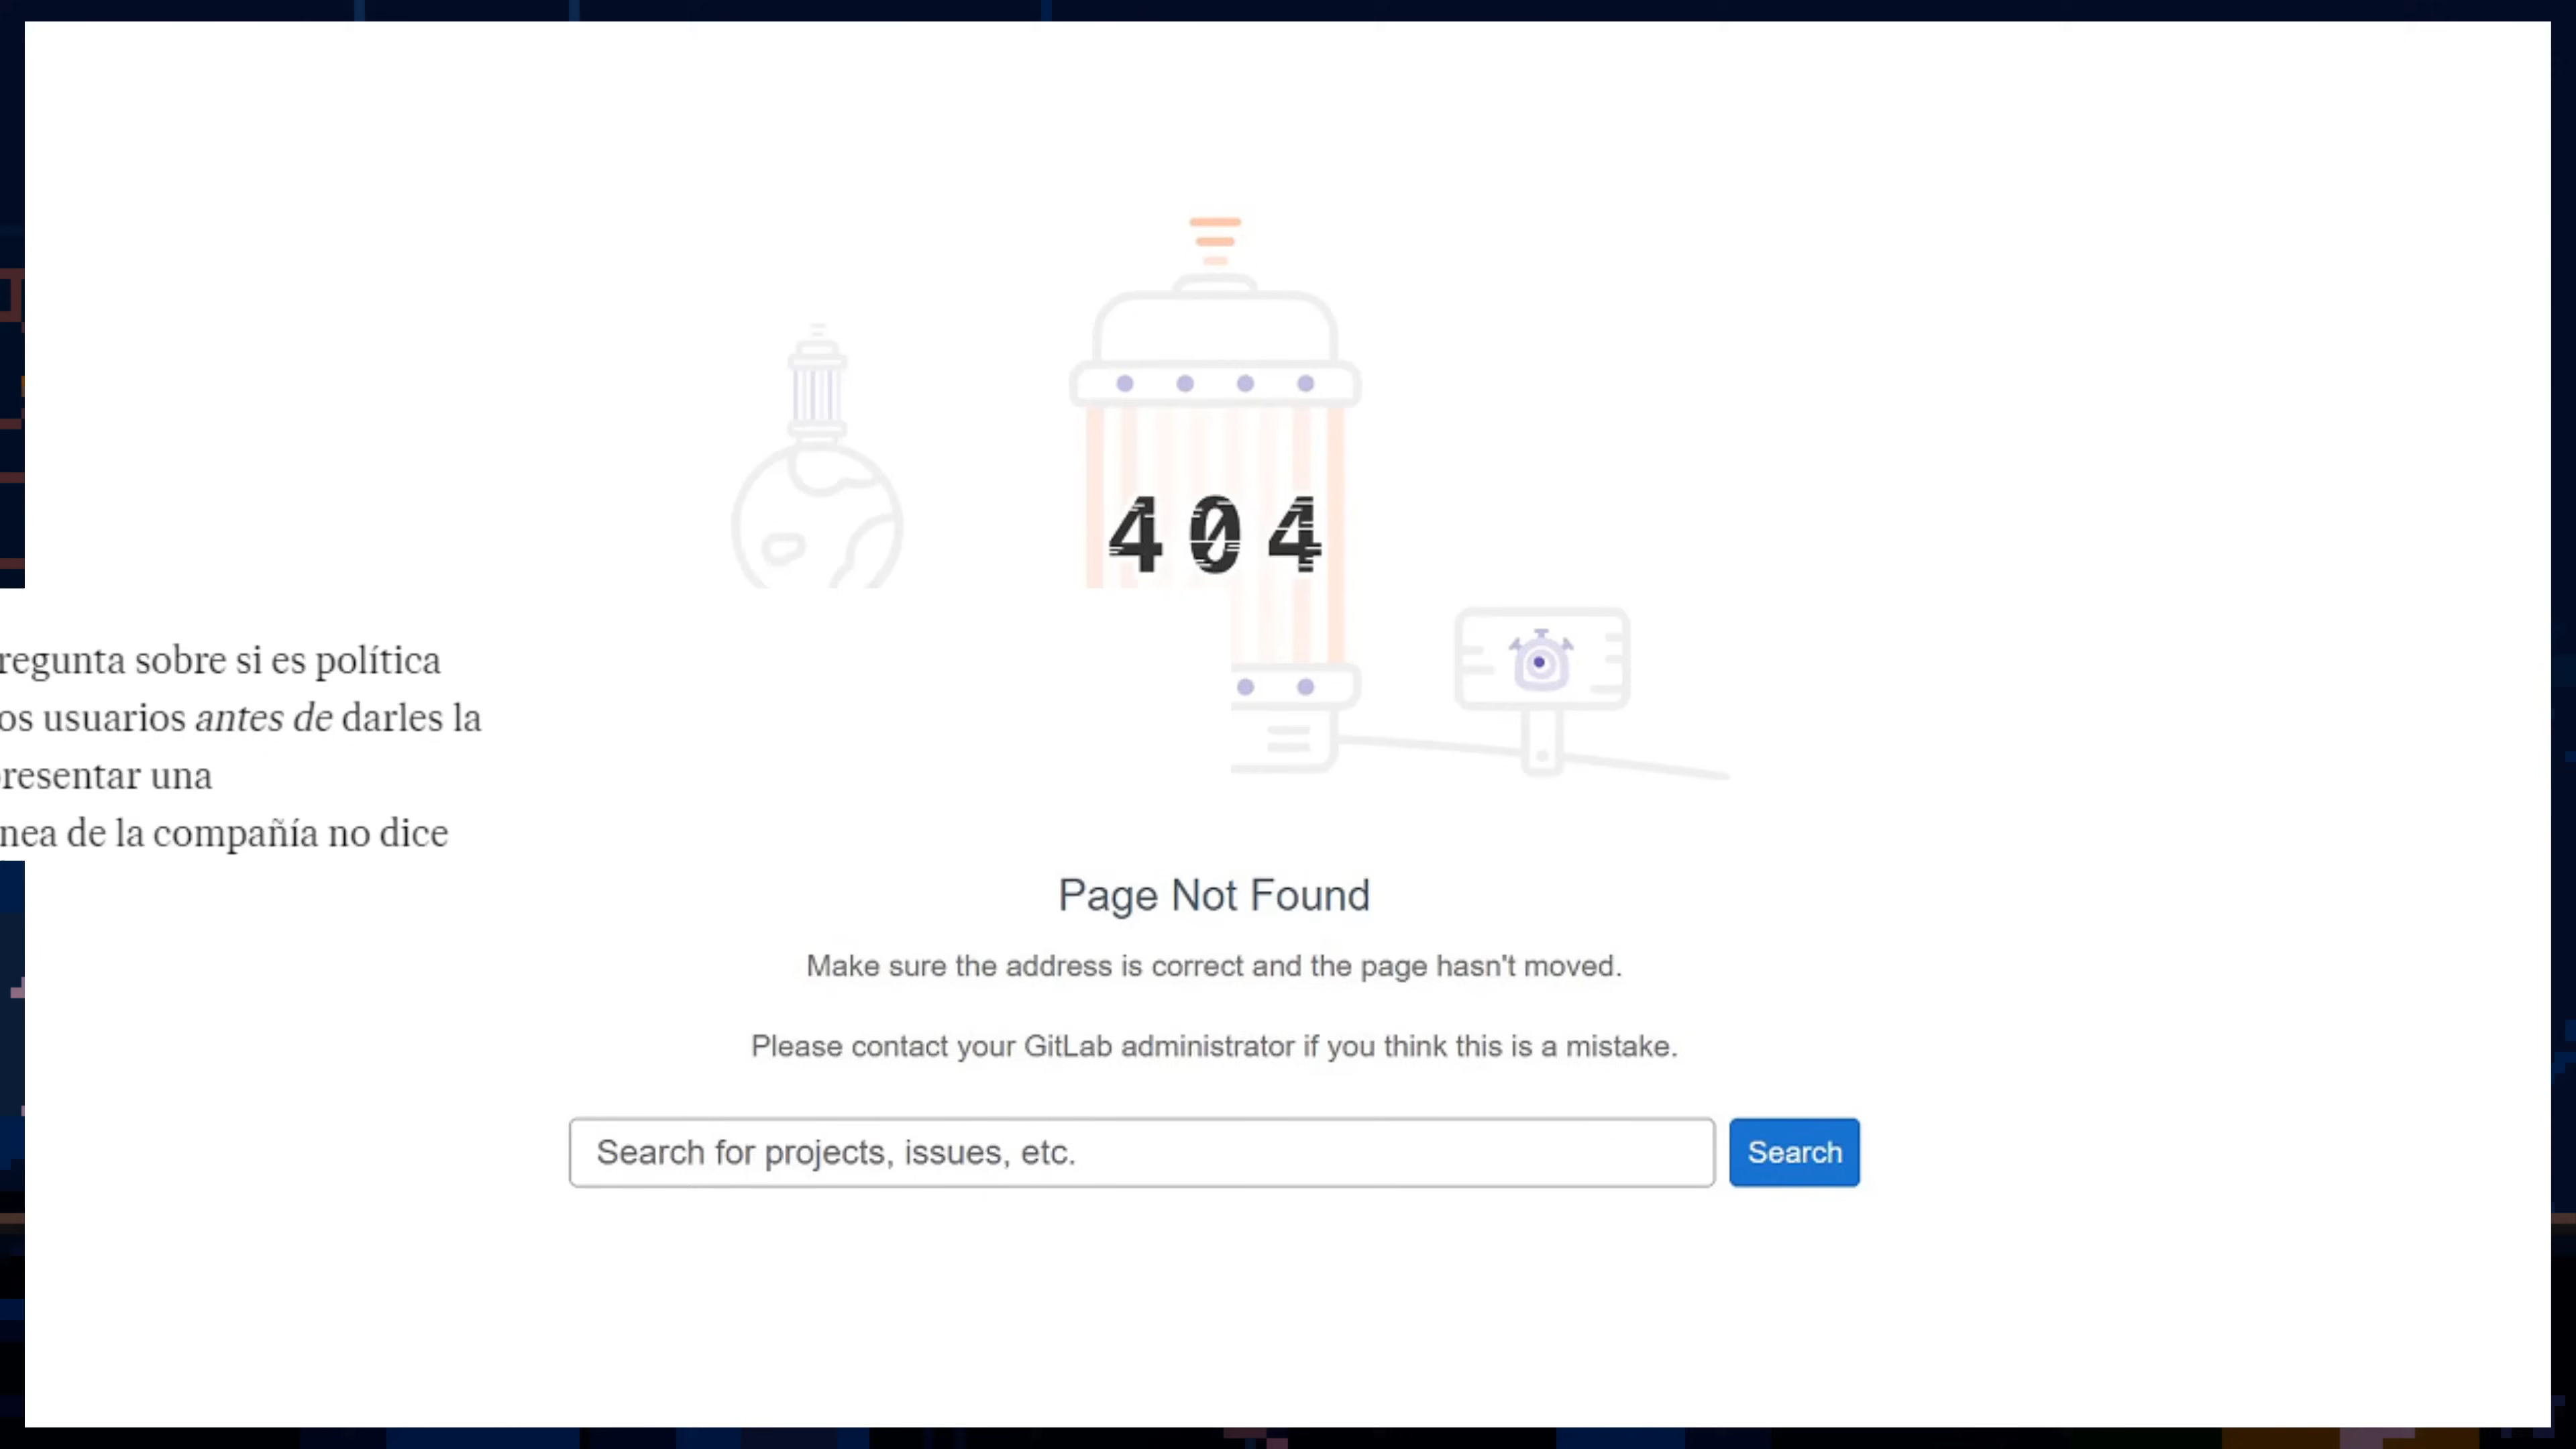 404
regunta sobre si es política
os usuarios antes de darles la
resentar una
nea de la compañía no dice
Page Not Found
Make sure the address is correct and the page hasn't moved.
Please contact your GitLab administrator if you think this is a mistake.
Search for projects, issues, etc.
Search